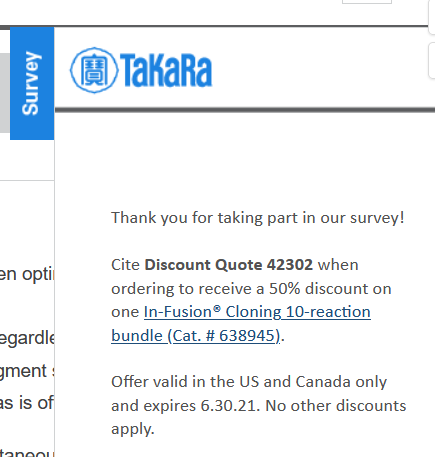 Survey
寶 TaKaRa
Thank you for taking part in our survey!
Cite Discount Quote 42302 when
ordering to receive a 50% discount on
one In-Fusion® Cloning 10-reaction
bundle (Cat. # 638945).
Offer valid in the US and Canada only
and expires 6.30.21. No other discounts
apply.
en opti
egardle
gment s
as is of
taneou